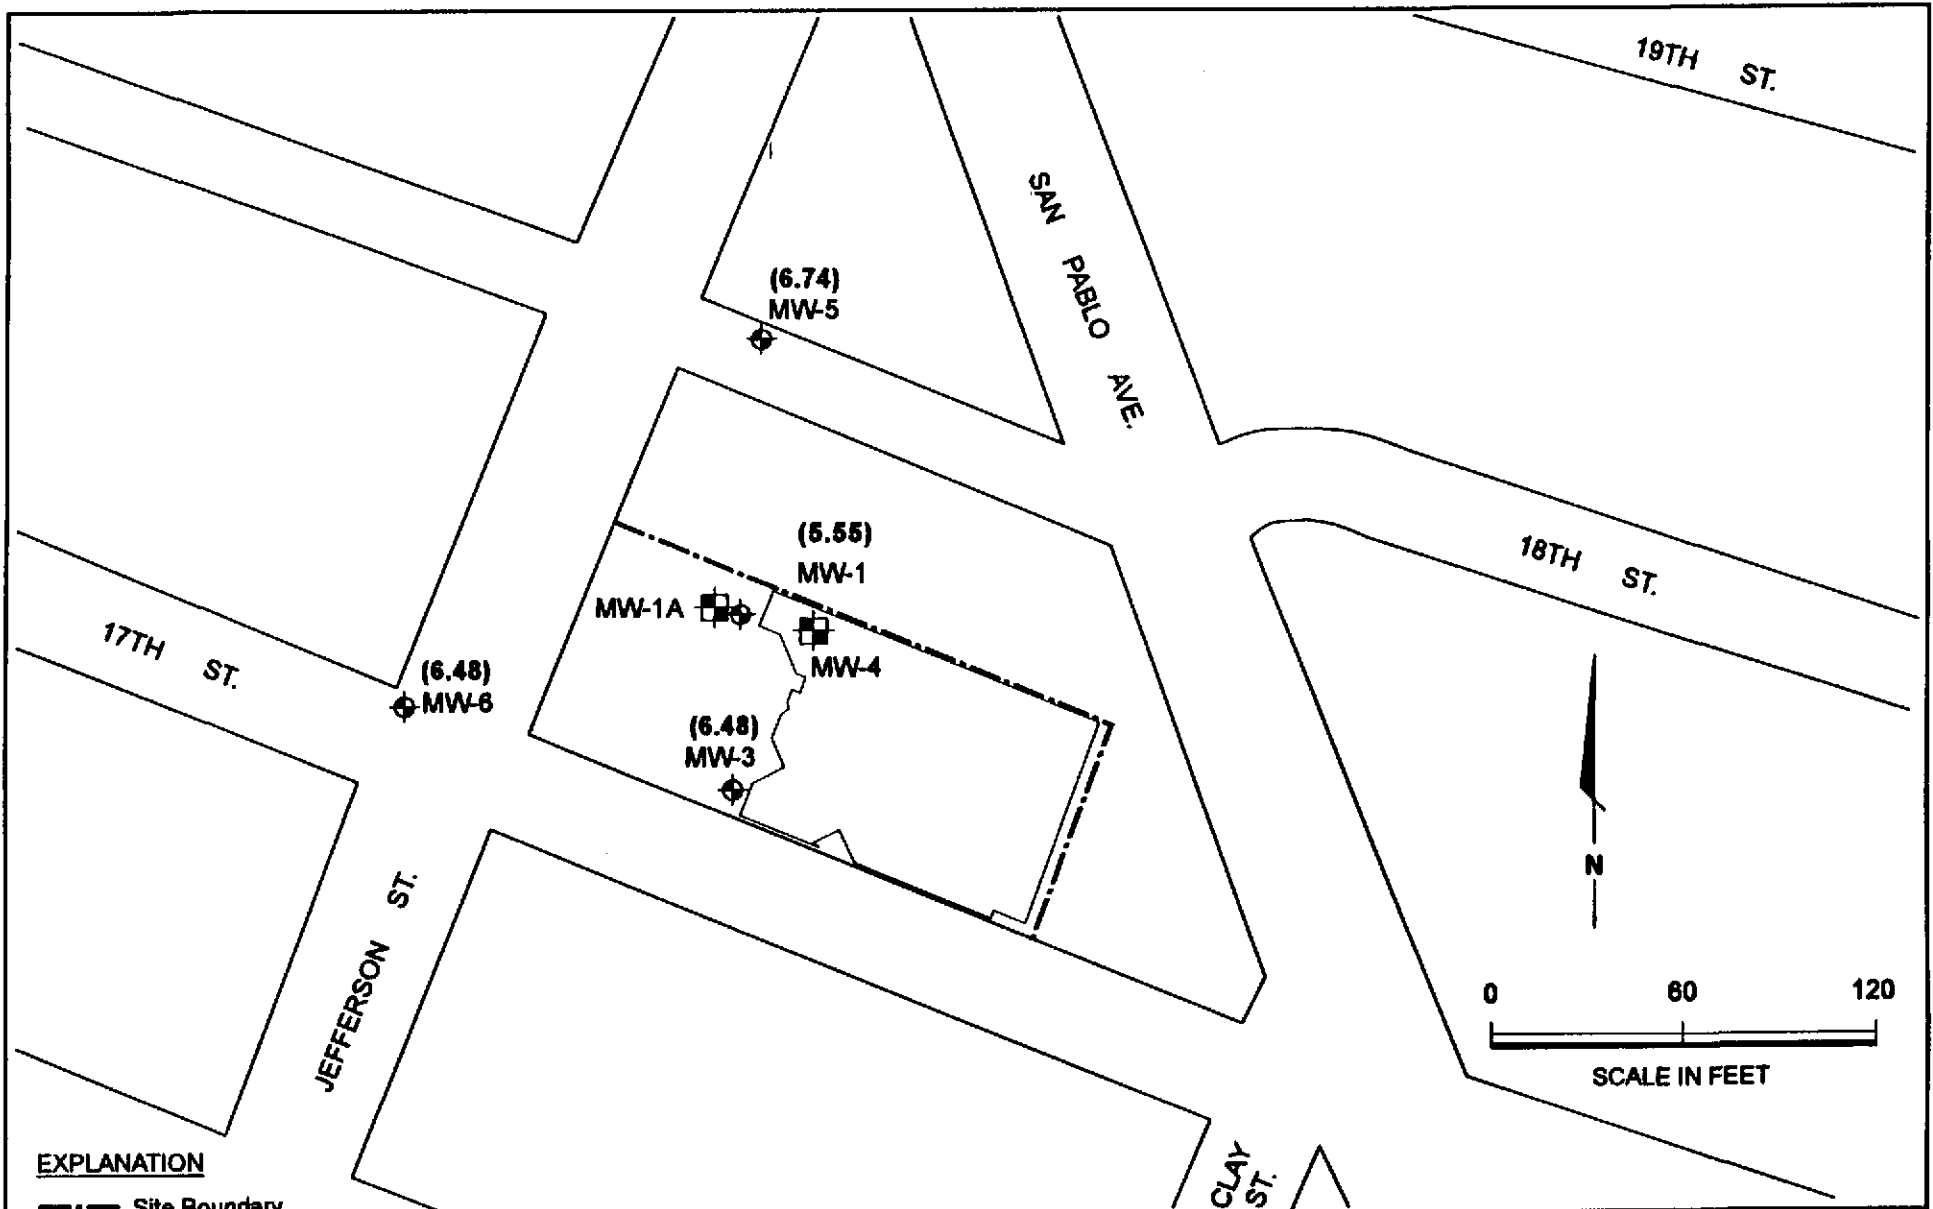 19TH ST.
SAN PABLO AVE.
(6.74)
MW-5
(5.55)
MW-1
18TH ST.
MW-1A
17TH ST.
(6.48)
MW-6
MW-4
(6.48)
MW-3
N
JEFFERSON ST.
0 60 120
SCALE IN FEET
EXPLANATION
CLAY ST.
Site Boundary